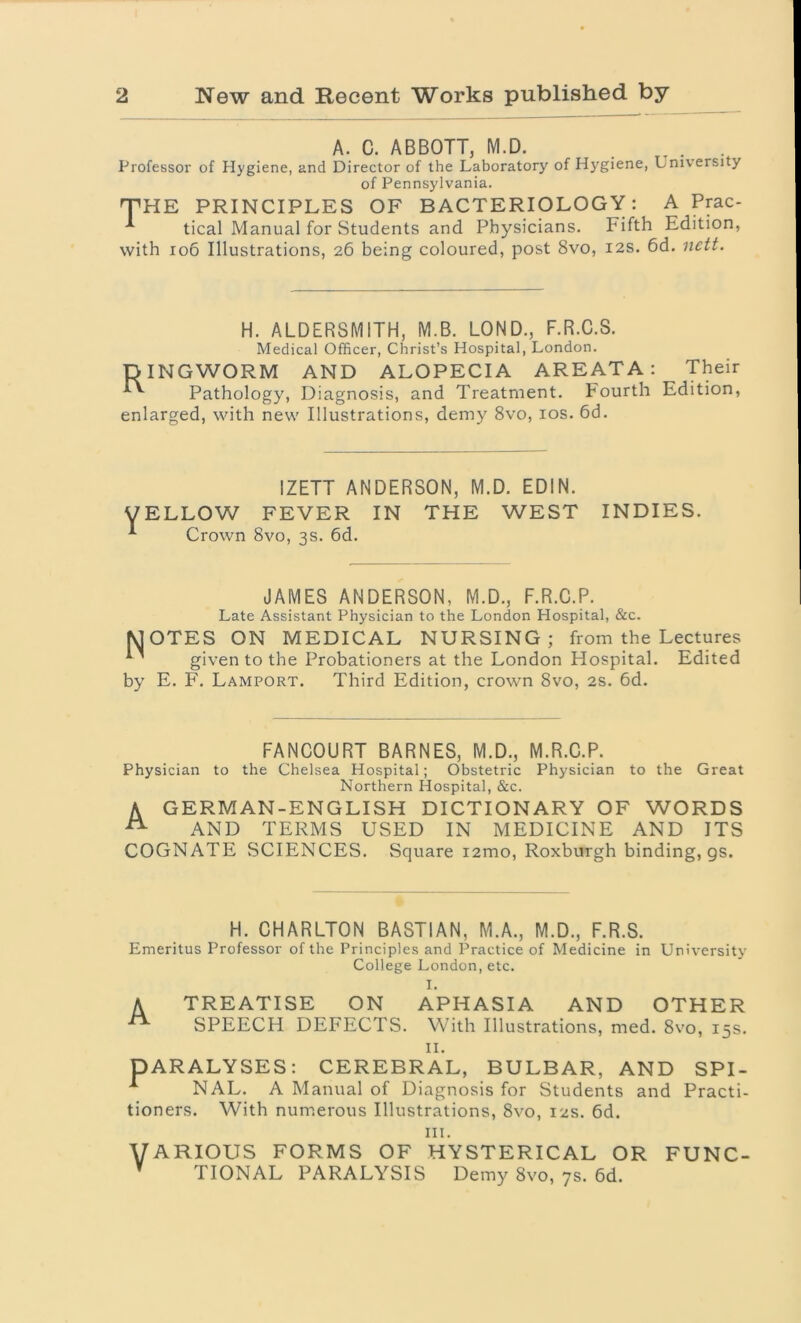 2 New and Recent Works published by
A. C. ABBOTT, M.D.
Professor of Hygiene, and Director of the Laboratory of Hygiene, University
of Pennsylvania.
THE PRINCIPLES OF BACTERIOLOGY: A Prac-
tical Manual for Students and Physicians. Fifth Edition,
with 106 Illustrations, 26 being coloured, post 8vo, 12s. 6d. nett.
H. ALDERSMITH, M.B. LOND., F.R.C.S.
Medical Officer, Christ's Hospital, London.
RINGWORM AND ALOPECIA AREATA: Their
Pathology, Diagnosis, and Treatment. Fourth Edition,
enlarged, with new Illustrations, demy 8vo, 10s. 6d.
IZETT ANDERSON, M.D. EDIN.
YELLOW FEVER IN THE WEST INDIES.
Crown 8vo, 3s. 6d.
JAMES ANDERSON, M.D., F.R.C.P.
Late Assistant Physician to the London Hospital, &c.
NOTES ON MEDICAL NURSING; from the Lectures
given to the Probationers at the London Hospital. Edited
by E. F. LAMPORT. Third Edition, crown 8vo, 2s. 6d.
FANCOURT BARNES, M.D., M.R.C.P.
Physician to the Chelsea Hospital; Obstetric Physician to the Great
Northern Hospital, &c.
A GERMAN-ENGLISH DICTIONARY OF WORDS
AND TERMS USED IN MEDICINE AND ITS
COGNATE SCIENCES. Square 12mo, Roxburgh binding, 9s.
H. CHARLTON BASTIAN, M.A., M.D., F.R.S.
Emeritus Professor of the Principles and Practice of Medicine in University
College London, etc.
I.
A TREATISE ON APHASIA AND OTHER
SPEECH DEFECTS. With Illustrations, med. 8vo, 15s.
II.
PARALYSES: CEREBRAL, BULBAR, AND SPI-
NAL. A Manual of Diagnosis for Students and Practi-
tioners. With numerous Illustrations, 8vo, 12s. 6d.
III.
VARIOUS FORMS OF HYSTERICAL OR FUNC-
TIONAL PARALYSIS Demy 8vo, 7s. 6d.